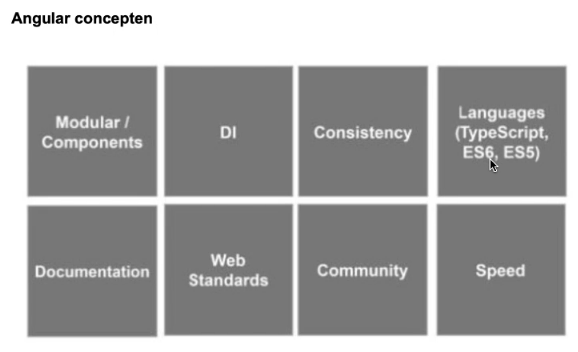 Angular concepten
Modular /
Components
DI
Consistency
Languages
(TypeScript,
ES6, ES5)
Documentation
Web
Standards
Community
Speed